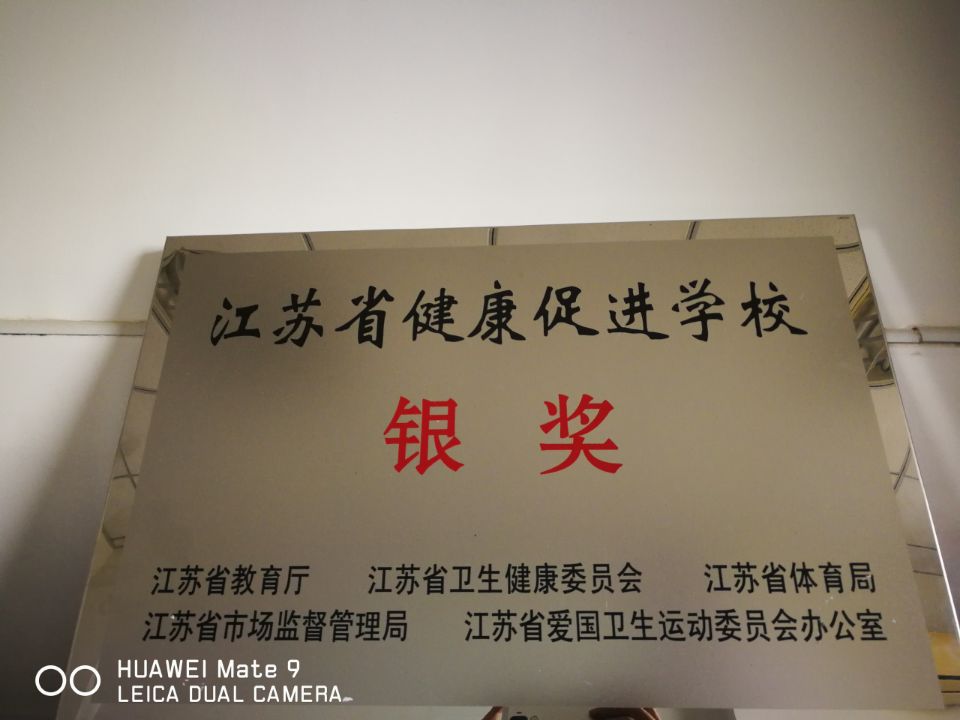 江苏省健康促进学校
银 奖
江苏省教育厅 江苏省卫生健康委员会 江苏省体育局
江苏省市场监督管理局 江苏省爱国卫生运动委员会办公室
HUAWEI Mate 9
LEICA DUAL CAMERA